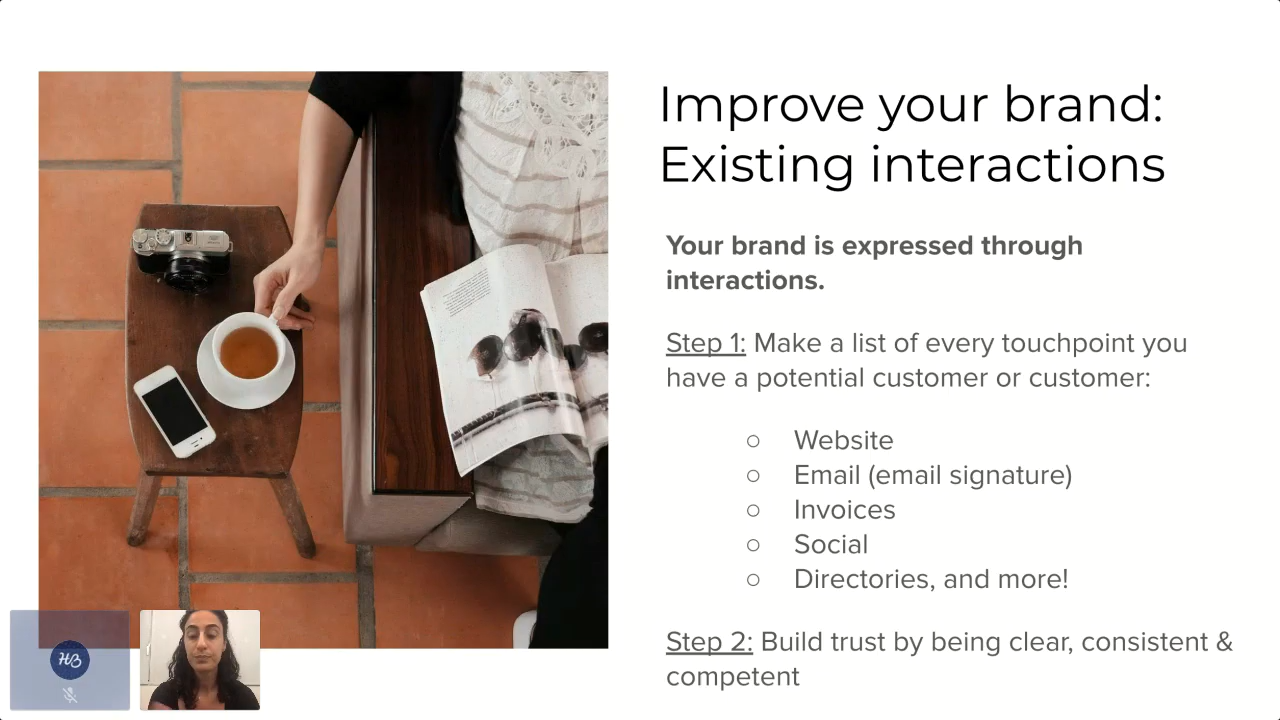 Improve your brand:
Existing interactions
Your brand is expressed through
interactions.
Step 1: Make a list of every touchpoint you
have a potential customer or customer:
○ Website
○ Email (email signature)
○ Invoices
○ Social
○ Directories, and more!
Step 2: Build trust by being clear, consistent &
competent
HB